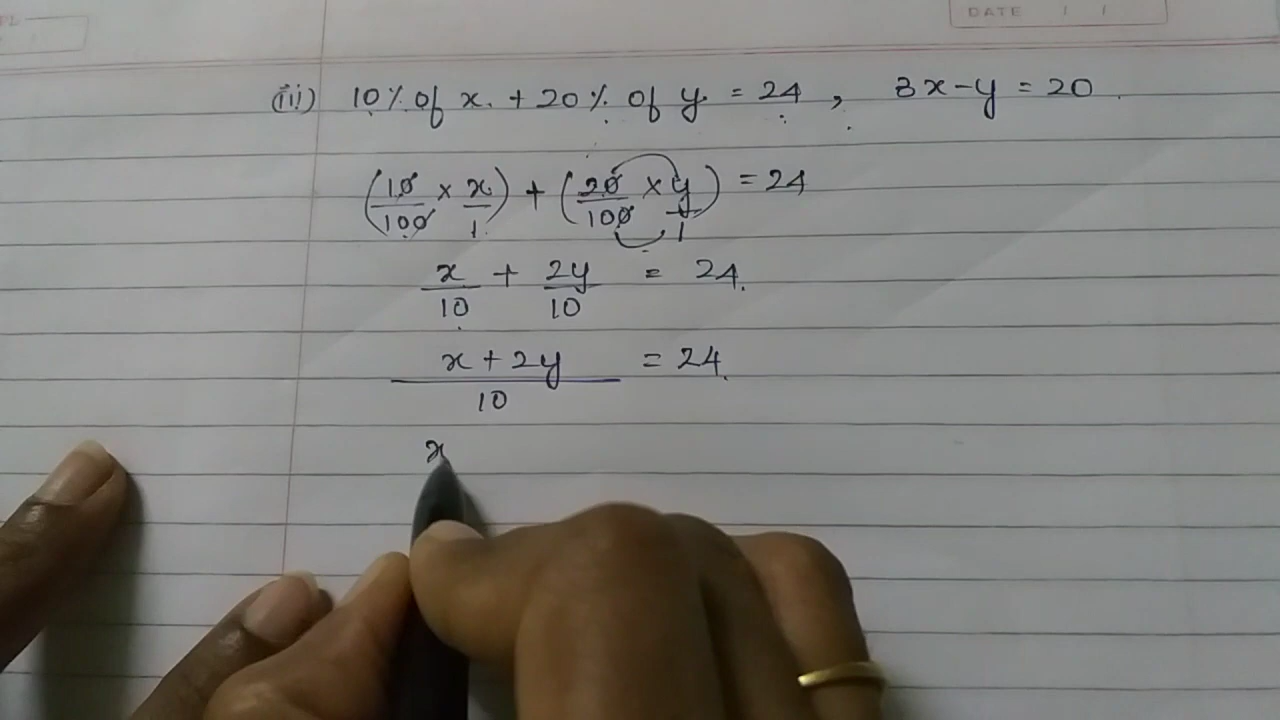 DATE / /
(iii) 10% of x + 20% of y = 24, 3x-y = 20.
(10/100 × x/1) + (20/100 × y/1) = 24
x/10 + 2y/10 = 24.
x + 2y/10 = 24.
x